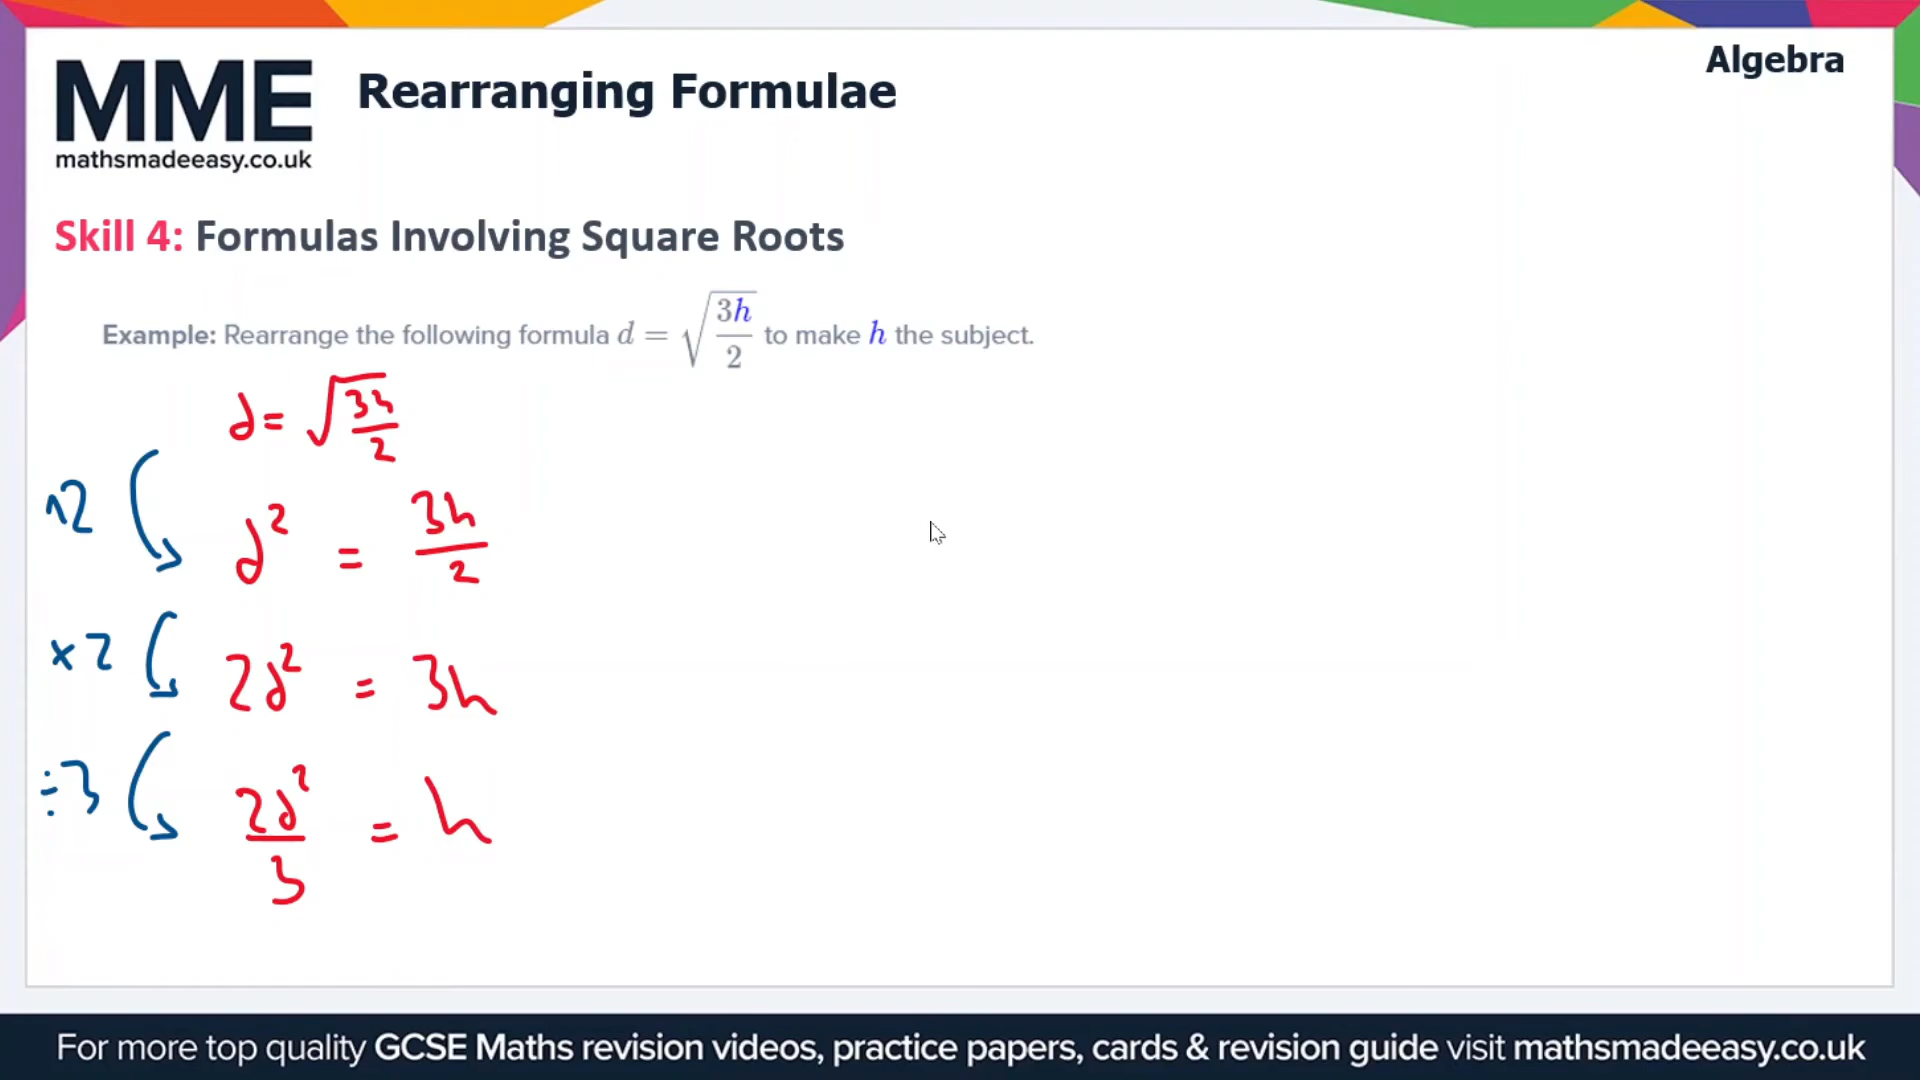 MME
mathsmadeeasy.co.uk
Rearranging Formulae
Algebra
Skill 4: Formulas Involving Square Roots
Example: Rearrange the following formula d = √(3h/2) to make h the subject.
d = √(3h/2)
^2
d² = 3h/2
×2
2d² = 3h
÷3
2d²/3 = h
For more top quality GCSE Maths revision videos, practice papers, cards & revision guide visit mathsmadeeasy.co.uk